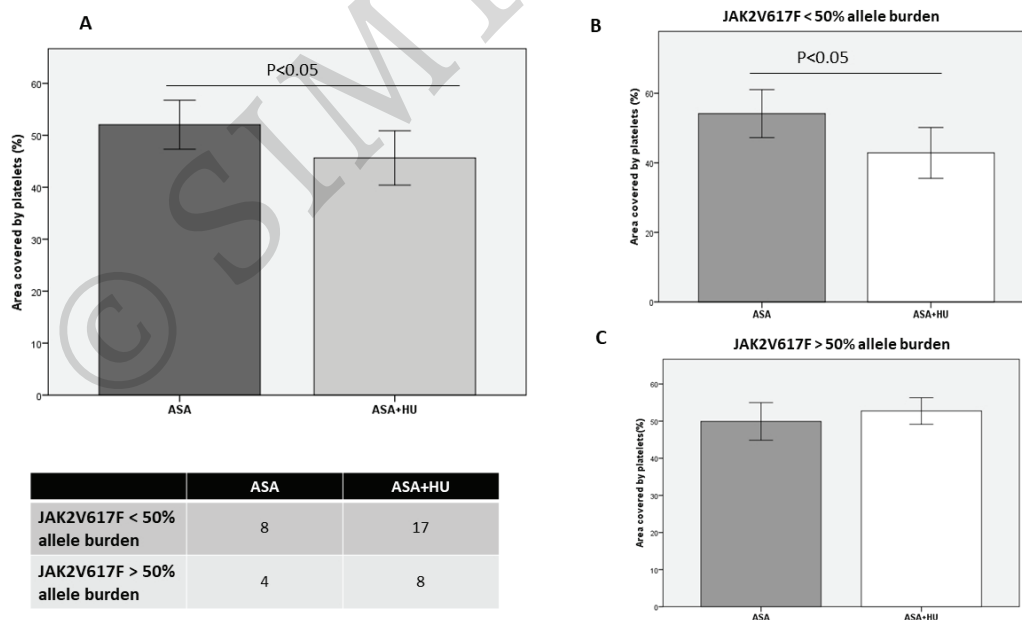 A
P<0.05
Area covered by platelets (%)
60
50
40
30
20
10
0
ASA
ASA+HU
B
JAK2V617F < 50% allele burden
P<0.05
Area covered by platelets (%)
60
40
20
0
ASA
ASA+HU
C
JAK2V617F > 50% allele burden
Area covered by platelets(%)
60
50
40
30
20
10
0
ASA
ASA+HU
ASA ASA+HU
JAK2V617F < 50%
allele burden 8 17
JAK2V617F > 50%
allele burden 4 8